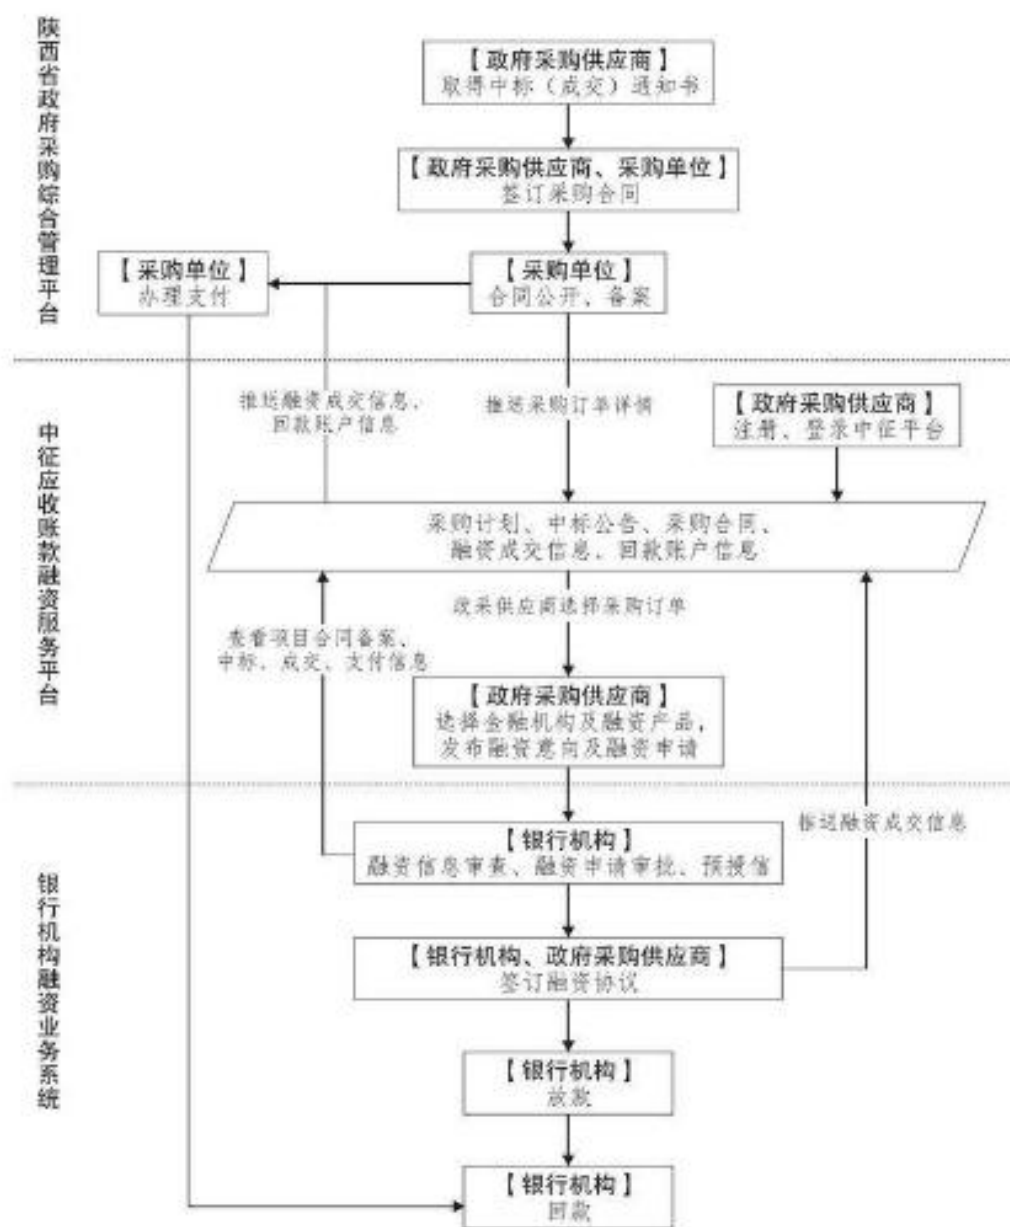 陕西省政府采购综合管理平台
【政府采购供应商】
取得中标（成交）通知书
【政府采购供应商、采购单位】
签订采购合同
【采购单位】
办理支付
【采购单位】
合同公开、备案
中征应收账款融资服务平台
推送融资成交信息、
回款账户信息
推送采购订单详情
【政府采购供应商】
注册、登录中征平台
采购计划、中标公告、采购合同、
融资成交信息、回款账户信息
政采供应商选择采购订单
查看项目合同备案、
中标、成交、支付信息
【政府采购供应商】
选择金融机构及融资产品，
发布融资意向及融资申请
银行机构融资业务系统
【银行机构】
融资信息审查、融资申请审批、预授信
推送融资成交信息
【银行机构、政府采购供应商】
签订融资协议
【银行机构】
放款
【银行机构】
回款